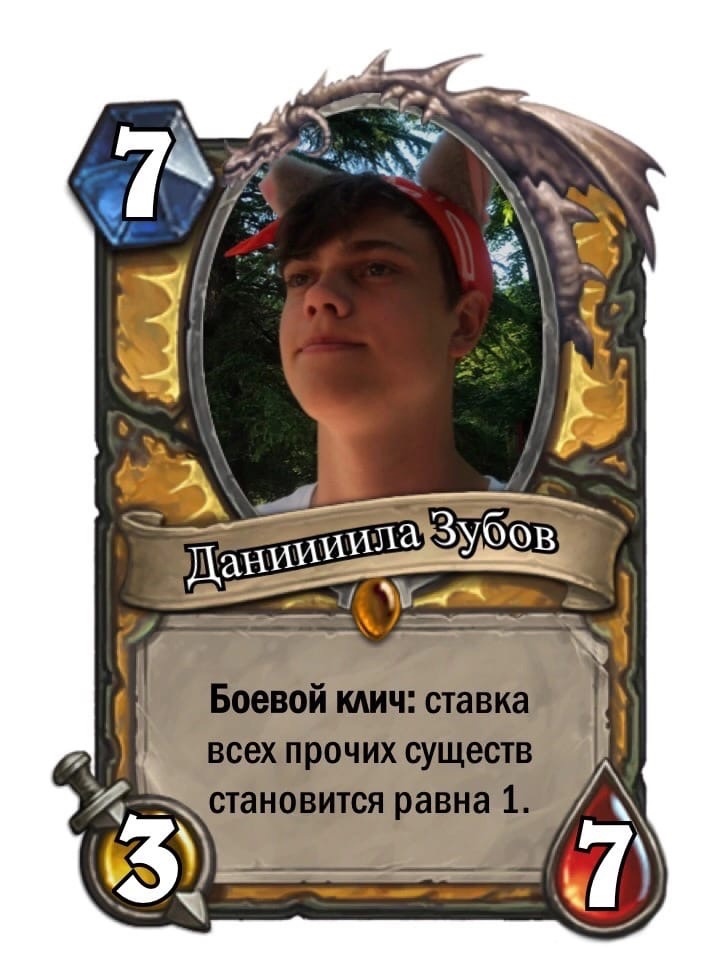 7
Даниииила Зубов
Боевой клич: ставка
всех прочих существ
становится равна 1.
3
7